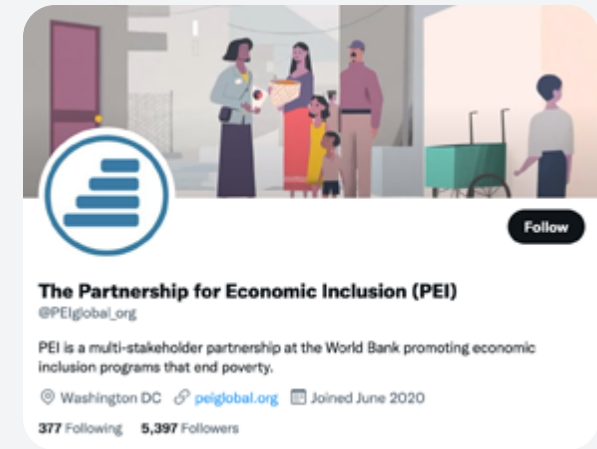 Follow
The Partnership for Economic Inclusion (PEI)
@PEIglobal_org
PEI is a multi-stakeholder partnership at the World Bank promoting economic
inclusion programs that end poverty.
Washington DC peiglobal.org Joined June 2020
377 Following 5,397 Followers